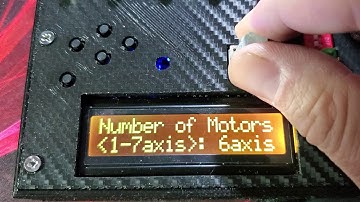 Number of Motors
<1-7axis>: 6axis